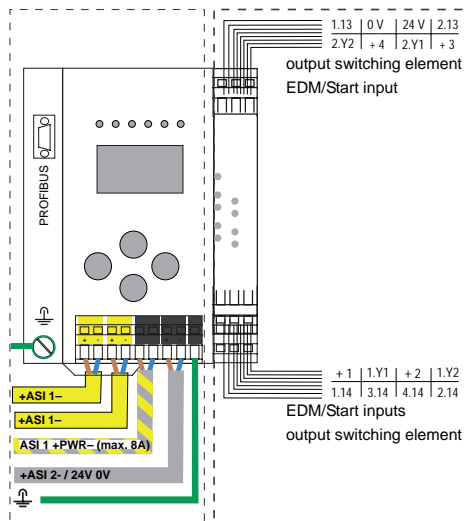 1.13 0 V 24 V 2.13
2.Y2 + 4 2.Y1 + 3
output switching element
EDM/Start input
PROFIBUS
+ - + -
+ASI 1–
+ASI 1–
ASI 1 +PWR– (max. 8A)
+ASI 2- / 24V 0V
+ 1 1.Y1 + 2 1.Y2
1.14 3.14 4.14 2.14
EDM/Start inputs
output switching element